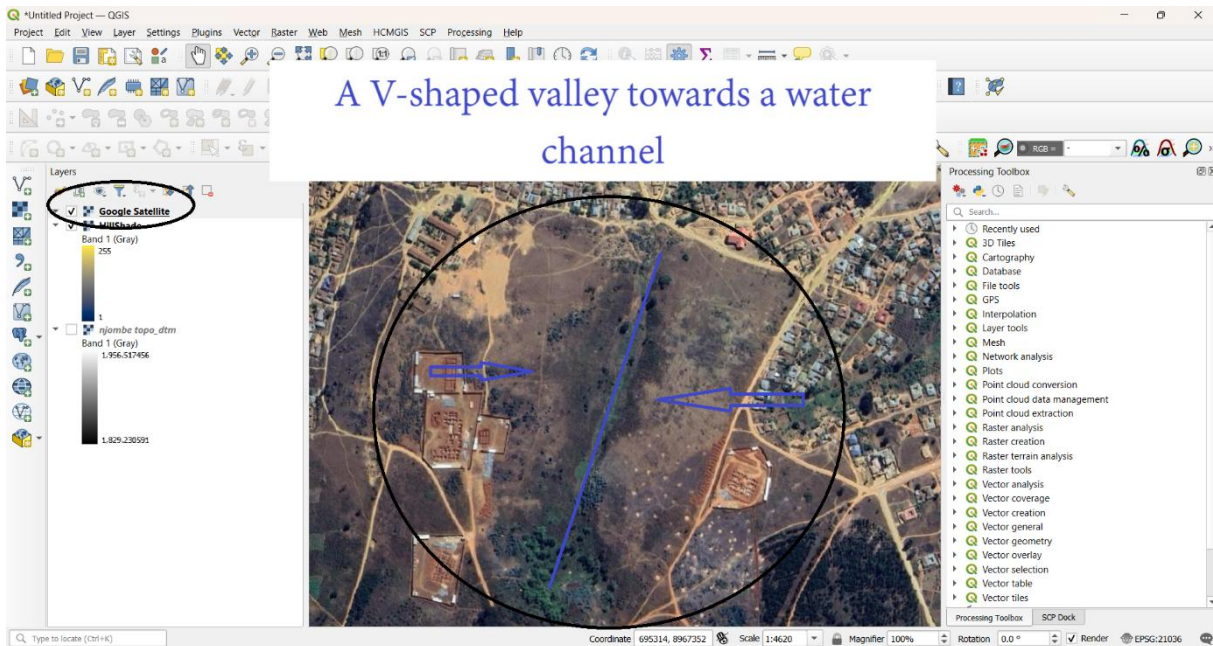 *Untitled Project — QGIS
Project Edit View Layer Settings Plugins Vector Raster Web Mesh HCMGIS SCP Processing Help
A V-shaped valley towards a water
channel
RGB = -
Layers
Google Satellite
HillShade
Band 1 (Gray)
255
1
njombe topo_dtm
Band 1 (Gray)
1,956.517456
1,829.230591
Processing Toolbox
Search...
Recently used
3D Tiles
Cartography
Database
File tools
GPS
Interpolation
Layer tools
Mesh
Network analysis
Plots
Point cloud conversion
Point cloud data management
Point cloud extraction
Raster analysis
Raster creation
Raster terrain analysis
Raster tools
Vector analysis
Vector coverage
Vector creation
Vector general
Vector geometry
Vector overlay
Vector selection
Vector table
Vector tiles
Processing Toolbox SCP Dock
Type to locate (Ctrl+K) Coordinate 695314, 8967352 Scale 1:4620 Magnifier 100% Rotation 0.0 ° Render EPSG:21036